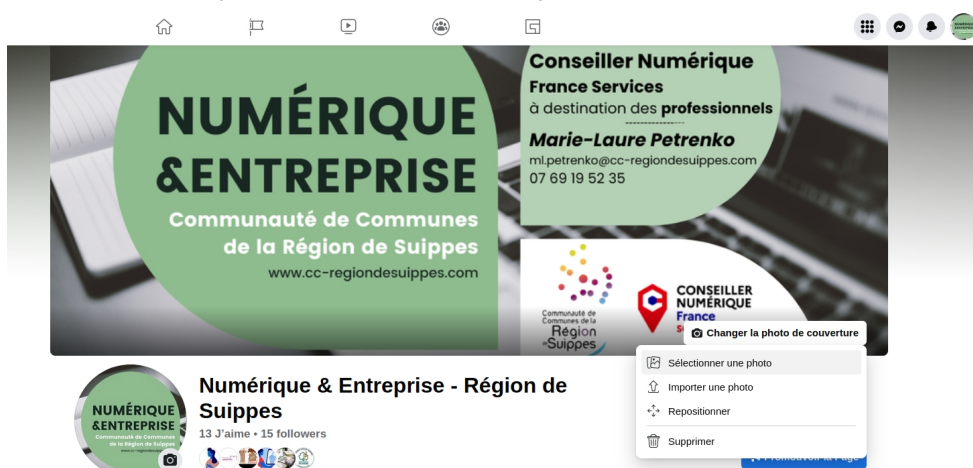 NUMÉRIQUE
&ENTREPRISE
Communauté de Communes
de la Région de Suippes
www.cc-regiondesuippes.com
Conseiller Numérique
France Services
à destination des professionnels
Marie-Laure Petrenko
ml.petrenko@cc-regiondesuippes.com
07 69 19 52 35
Communauté de
Communes de la
Région
de Suippes
CONSEILLER
NUMÉRIQUE
France
Changer la photo de couverture
Sélectionner une photo
Importer une photo
Repositionner
Supprimer
NUMÉRIQUE
&ENTREPRISE
Communauté de Communes
de la Région de Suippes
Numérique & Entreprise - Région de
Suippes
13 J'aime • 15 followers
Promouvoir la Page